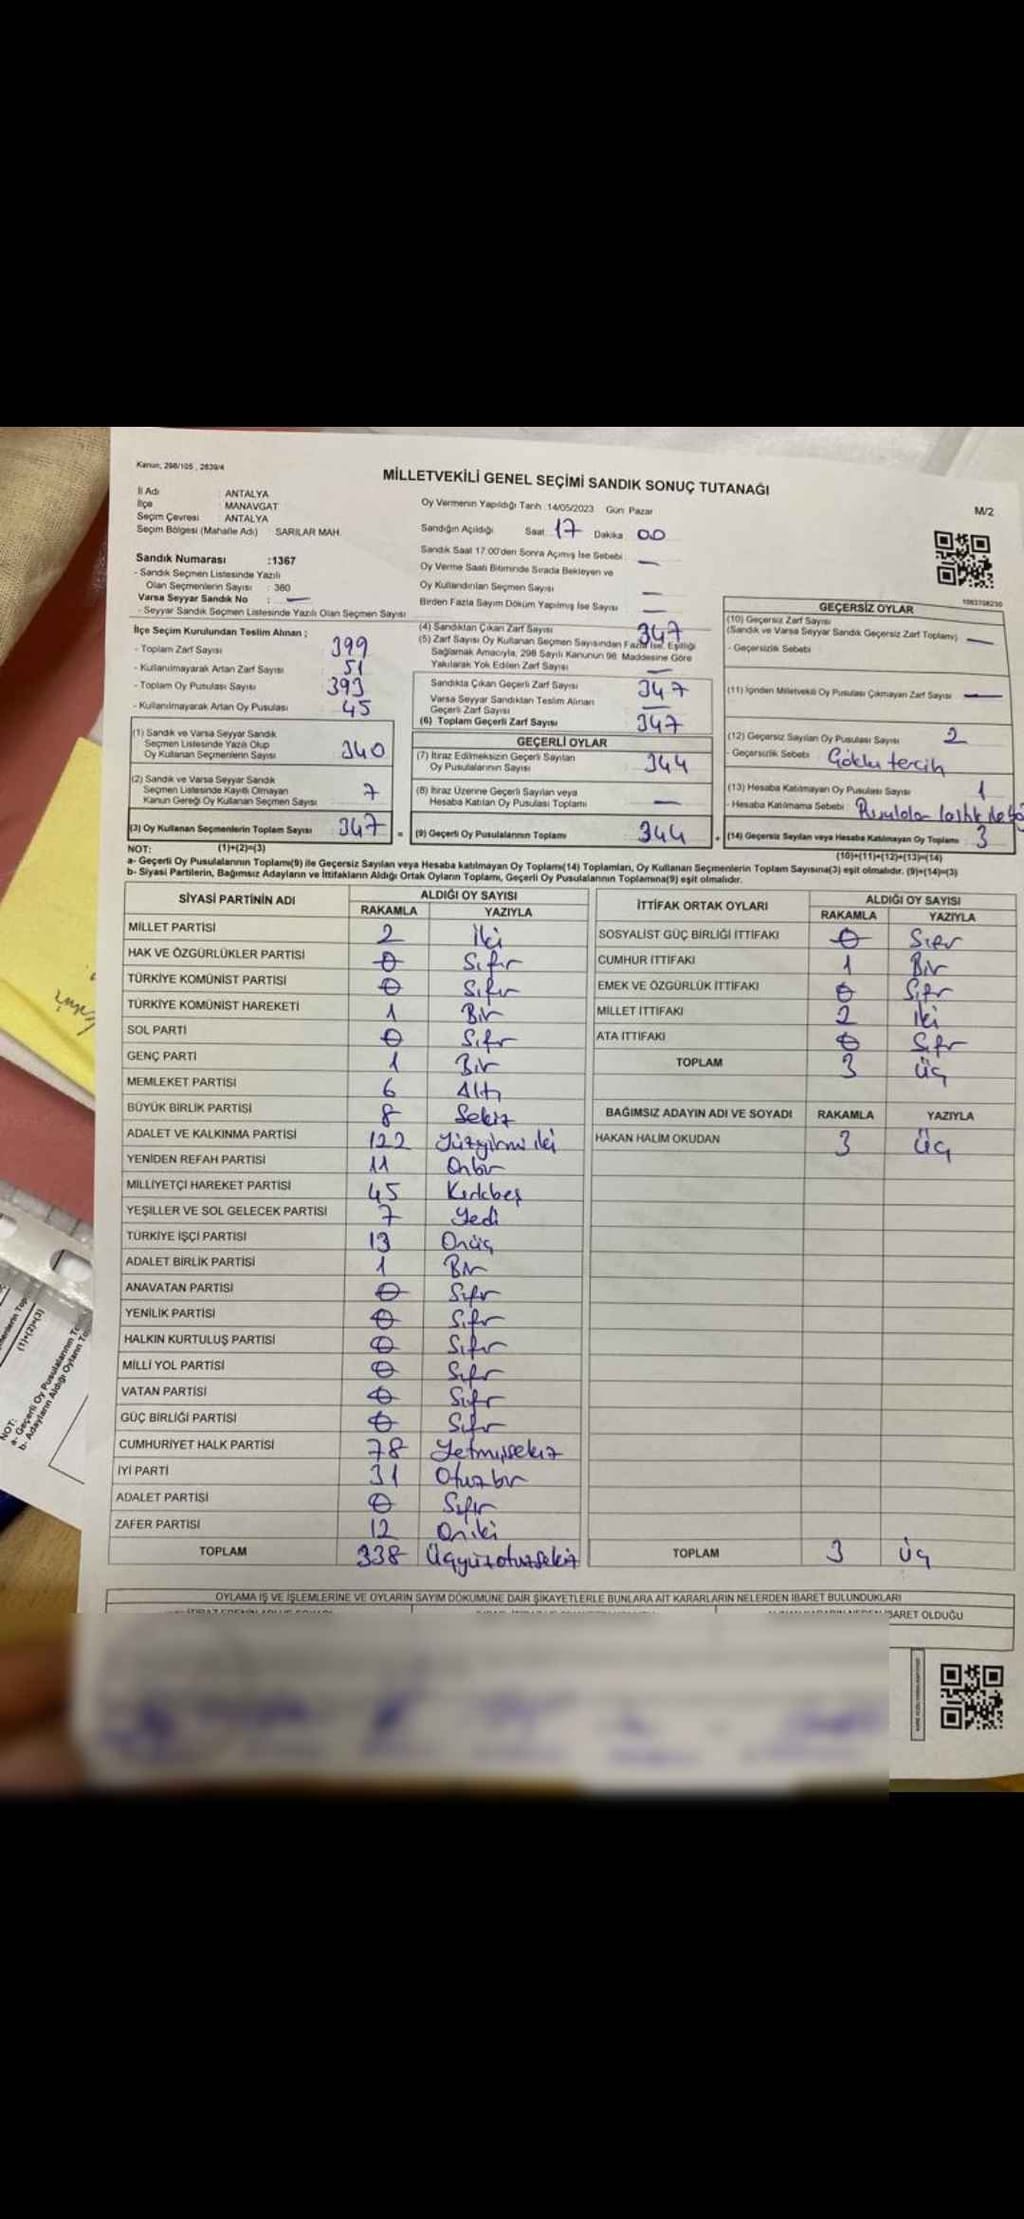 Kanun, 298/105 , 2839/4
MİLLETVEKİLİ GENEL SEÇİMİ SANDIK SONUÇ TUTANAĞI
M/2
İl Adı : ANTALYA
İlçe : MANAVGAT
Seçim Çevresi : ANTALYA
Seçim Bölgesi (Mahalle Adı) SARILAR MAH.
Oy Vermenin Yapıldığı Tarih :14/05/2023 Gün: Pazar
Sandığın Açıldığı Saat 17 Dakika 00
Sandık Saat 17:00'den Sonra Açılmış İse Sebebi —
Oy Verme Saati Bitiminde Sırada Bekleyen ve
Oy Kullandırılan Seçmen Sayısı —
Birden Fazla Sayım Döküm Yapılmış İse Sayısı —
Sandık Numarası :1367
- Sandık Seçmen Listesinde Yazılı
Olan Seçmenlerin Sayısı : 380
Varsa Seyyar Sandık No : —
- Seyyar Sandık Seçmen Listesinde Yazılı Olan Seçmen Sayısı
İlçe Seçim Kurulundan Teslim Alınan ;
- Toplam Zarf Sayısı 399
- Kullanılmayarak Artan Zarf Sayısı 51
- Toplam Oy Pusulası Sayısı 393
- Kullanılmayarak Artan Oy Pusulası 45
(1) Sandık ve Varsa Seyyar Sandık
Seçmen Listesinde Yazılı Olup
Oy Kullanan Seçmenlerin Sayısı 340
(2) Sandık ve Varsa Seyyar Sandık
Seçmen Listesinde Kayıtlı Olmayan
Kanun Gereği Oy Kullanan Seçmen Sayısı 7
(3) Oy Kullanan Seçmenlerin Toplam Sayısı 347
(1)+(2)=(3)
(4) Sandıktan Çıkan Zarf Sayısı 347
(5) Zarf Sayısı Oy Kullanan Seçmen Sayısından Fazla İse, Eşitliği
Sağlamak Amacıyla, 298 Sayılı Kanunun 98. Maddesine Göre
Yakılarak Yok Edilen Zarf Sayısı —
Sandıkta Çıkan Geçerli Zarf Sayısı 347
Varsa Seyyar Sandıktan Teslim Alınan
Geçerli Zarf Sayısı —
(6) Toplam Geçerli Zarf Sayısı 347
GEÇERLİ OYLAR
(7) İtiraz Edilmeksizin Geçerli Sayılan
Oy Pusulalarının Sayısı 344
(8) İtiraz Üzerine Geçerli Sayılan veya
Hesaba Katılan Oy Pusulası Toplamı —
= (9) Geçerli Oy Pusulalarının Toplamı 344
1063708230
GEÇERSİZ OYLAR
(10) Geçersiz Zarf Sayısı
(Sandık ve Varsa Seyyar Sandık Geçersiz Zarf Toplamı) —
- Geçersizlik Sebebi
(11) İçinden Milletvekili Oy Pusulası Çıkmayan Zarf Sayısı —
(12) Geçersiz Sayılan Oy Pusulası Sayısı 2
- Geçersizlik Sebebi Çoklu tercih
(13) Hesaba Katılmayan Oy Pusulası Sayısı 1
- Hesaba Katılmama Sebebi :
+ (14) Geçersiz Sayılan veya Hesaba Katılmayan Oy Toplamı 3
(10)+(11)+(12)+(13)=(14)
NOT:
a- Geçerli Oy Pusulalarının Toplamı(9) ile Geçersiz Sayılan veya Hesaba katılmayan Oy Toplamı(14) Toplamları, Oy Kullanan Seçmenlerin Toplam Sayısına(3) eşit olmalıdır. (9)+(14)=(3)
b- Siyasi Partilerin, Bağımsız Adayların ve İttifakların Aldığı Ortak Oyların Toplamı, Geçerli Oy Pusulalarının Toplamına(9) eşit olmalıdır.
SİYASİ PARTİNİN ADI ALDIĞI OY SAYISI
RAKAMLA YAZIYLA
MİLLET PARTİSİ 2 İki
HAK VE ÖZGÜRLÜKLER PARTİSİ 0 Sıfır
TÜRKİYE KOMÜNİST PARTİSİ 0 Sıfır
TÜRKİYE KOMÜNİST HAREKETİ 1 Bir
SOL PARTİ 0 Sıfır
GENÇ PARTİ 1 Bir
MEMLEKET PARTİSİ 6 Altı
BÜYÜK BİRLİK PARTİSİ 8 Sekiz
ADALET VE KALKINMA PARTİSİ 122 Yüzyirmi iki
YENİDEN REFAH PARTİSİ 11 Onbir
MİLLİYETÇİ HAREKET PARTİSİ 45 Kırkbeş
YEŞİLLER VE SOL GELECEK PARTİSİ 7 Yedi
TÜRKİYE İŞÇİ PARTİSİ 13 Onüç
ADALET BİRLİK PARTİSİ 1 Bir
ANAVATAN PARTİSİ 0 Sıfır
YENİLİK PARTİSİ 0 Sıfır
HALKIN KURTULUŞ PARTİSİ 0 Sıfır
MİLLİ YOL PARTİSİ 0 Sıfır
VATAN PARTİSİ 0 Sıfır
GÜÇ BİRLİĞİ PARTİSİ 0 Sıfır
CUMHURİYET HALK PARTİSİ 78 Yetmişsekiz
İYİ PARTİ 31 Otuzbir
ADALET PARTİSİ 0 Sıfır
ZAFER PARTİSİ 12 Oniki
TOPLAM 338 Üçyüzotuzsekiz
İTTİFAK ORTAK OYLARI ALDIĞI OY SAYISI
RAKAMLA YAZIYLA
SOSYALİST GÜÇ BİRLİĞİ İTTİFAKI 0 Sıfır
CUMHUR İTTİFAKI 1 Bir
EMEK VE ÖZGÜRLÜK İTTİFAKI 0 Sıfır
MİLLET İTTİFAKI 2 İki
ATA İTTİFAKI 0 Sıfır
TOPLAM 3 Üç
BAĞIMSIZ ADAYIN ADI VE SOYADI RAKAMLA YAZIYLA
HAKAN HALİM OKUDAN 3 Üç
TOPLAM 3 Üç
OYLAMA İŞ VE İŞLEMLERİNE VE OYLARIN SAYIM DÖKÜMÜNE DAİR ŞİKAYETLERLE BUNLARA AİT KARARLARIN NELERDEN İBARET BULUNDUKLARI
İBARET OLDUĞU
(1)+(2)=(3)
NOT:
a- Geçerli Oy Pusulalarının
b- Adayların Aldığı Oyların